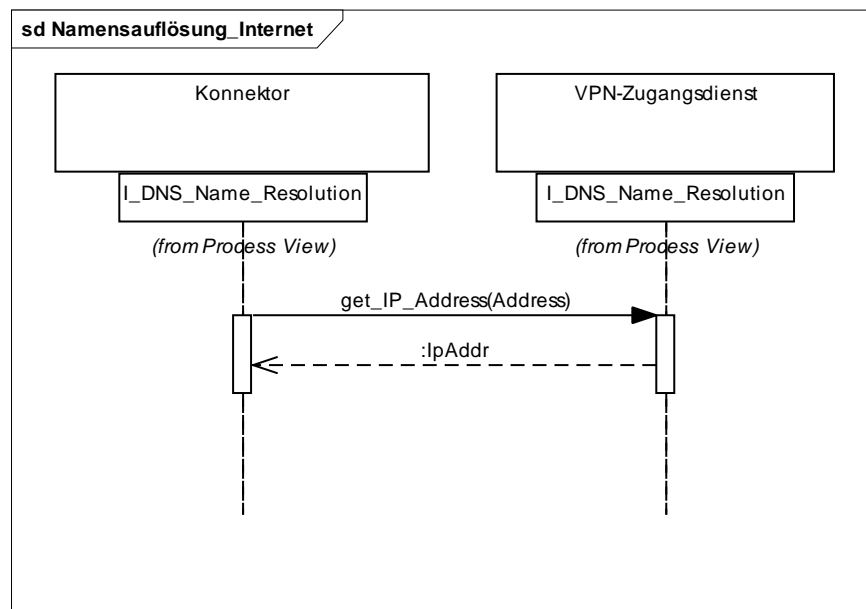 sd Namensauflösung_Internet
Konnektor
VPN-Zugangsdienst
I_DNS_Name_Resolution
I_DNS_Name_Resolution
(from Process View)
(from Process View)
get_IP_Address(Address)
:IpAddr